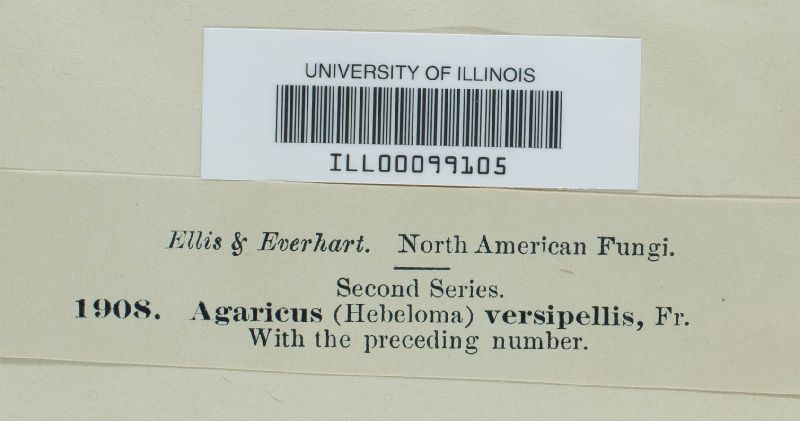 UNIVERSITY OF ILLINOIS
ILL00099105
Ellis & Everhart. North American Fungi.
Second Series.
1908. Agaricus (Hebeloma) versipellis, Fr.
With the preceding number.